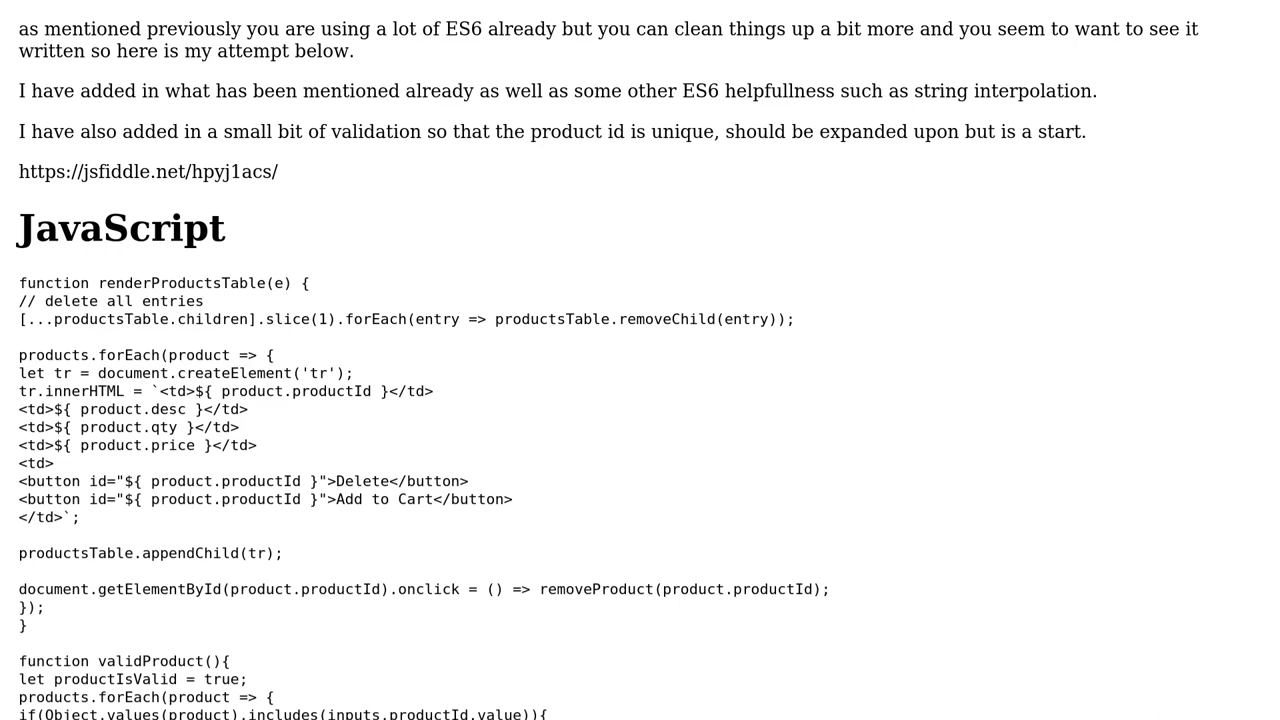 as mentioned previously you are using a lot of ES6 already but you can clean things up a bit more and you seem to want to see it
written so here is my attempt below.
I have added in what has been mentioned already as well as some other ES6 helpfullness such as string interpolation.
I have also added in a small bit of validation so that the product id is unique, should be expanded upon but is a start.
https://jsfiddle.net/hpyj1acs/
JavaScript
function renderProductsTable(e) {
// delete all entries
[...productsTable.children].slice(1).forEach(entry => productsTable.removeChild(entry));
products.forEach(product => {
let tr = document.createElement('tr');
tr.innerHTML = `<td>${ product.productId }</td>
<td>${ product.desc }</td>
<td>${ product.qty }</td>
<td>${ product.price }</td>
<td>
<button id="${ product.productId }">Delete</button>
<button id="${ product.productId }">Add to Cart</button>
</td>`;
productsTable.appendChild(tr);
document.getElementById(product.productId).onclick = () => removeProduct(product.productId);
});
}
function validProduct(){
let productIsValid = true;
products.forEach(product => {
if(Object.values(product).includes(inputs.productId.value)){